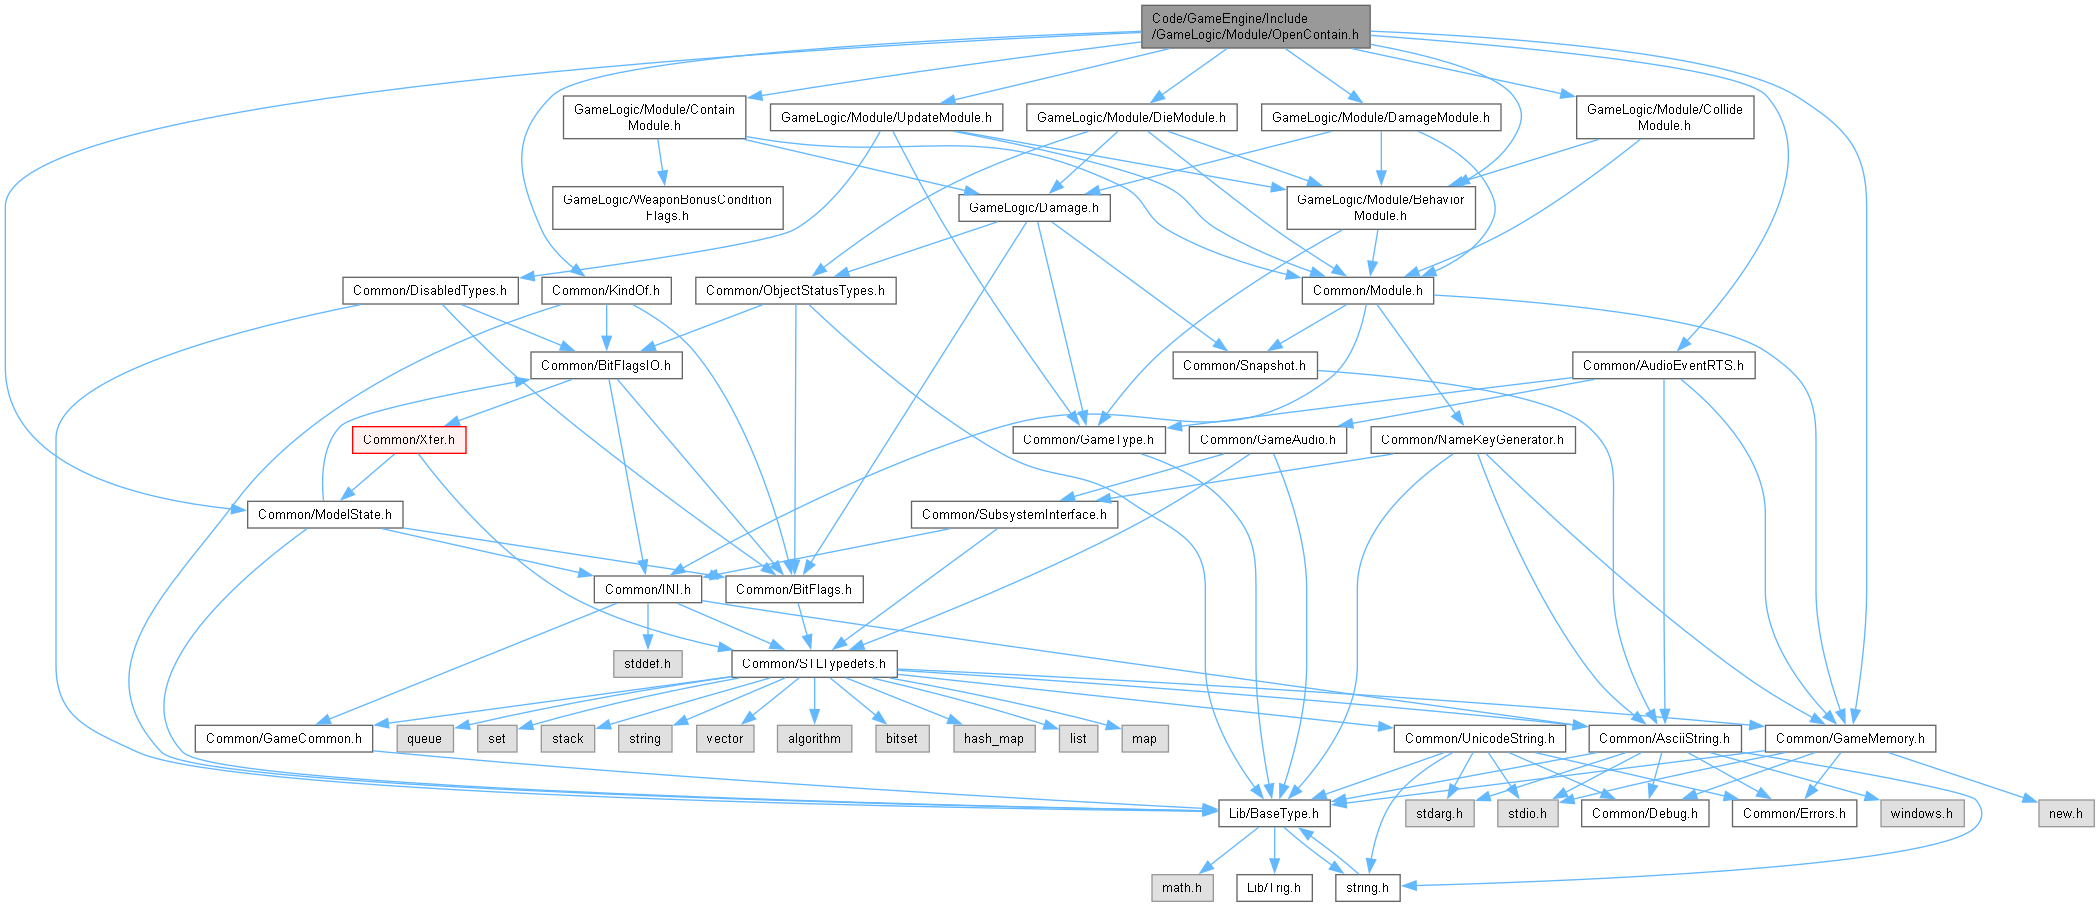 Code/GameEngine/Include
/GameLogic/Module/OpenContain.h
GameLogic/Module/Contain
Module.h
GameLogic/Module/UpdateModule.h
GameLogic/Module/DieModule.h
GameLogic/Module/DamageModule.h
GameLogic/Module/Collide
Module.h
GameLogic/WeaponBonusCondition
Flags.h
GameLogic/Damage.h
GameLogic/Module/Behavior
Module.h
Common/DisabledTypes.h
Common/KindOf.h
Common/ObjectStatusTypes.h
Common/Module.h
Common/BitFlagsIO.h
Common/Snapshot.h
Common/AudioEventRTS.h
Common/Xfer.h
Common/GameType.h
Common/GameAudio.h
Common/NameKeyGenerator.h
Common/ModelState.h
Common/SubsystemInterface.h
Common/INI.h
Common/BitFlags.h
stddef.h
Common/STLTypedefs.h
Common/GameCommon.h
queue
set
stack
string
vector
algorithm
bitset
hash_map
list
map
Common/UnicodeString.h
Common/AsciiString.h
Common/GameMemory.h
Lib/BaseType.h
stdarg.h
stdio.h
Common/Debug.h
Common/Errors.h
windows.h
new.h
math.h
Lib/Trig.h
string.h